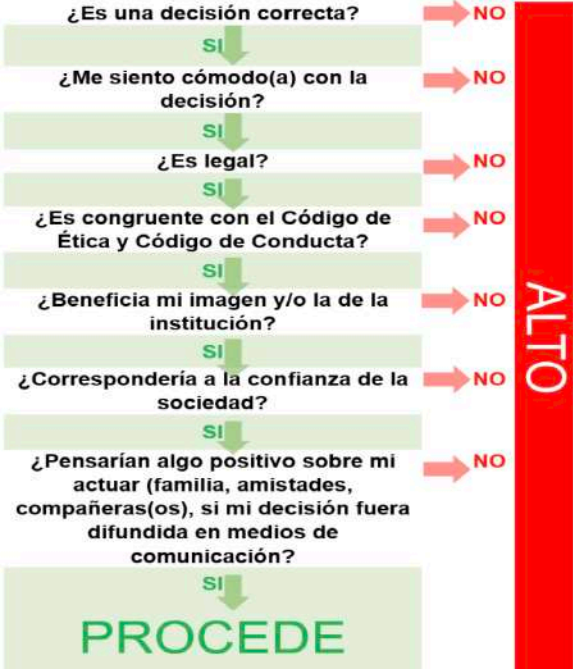 ¿Es una decisión correcta? NO
SI
¿Me siento cómodo(a) con la NO
decisión?
SI
¿Es legal? NO
SI
¿Es congruente con el Código de NO
Ética y Código de Conducta?
SI
¿Beneficia mi imagen y/o la de la NO
institución?
SI
¿Correspondería a la confianza de la NO
sociedad?
SI
¿Pensarían algo positivo sobre mi NO
actuar (familia, amistades,
compañeras(os), si mi decisión fuera
difundida en medios de
comunicación?
SI
PROCEDE
ALTO